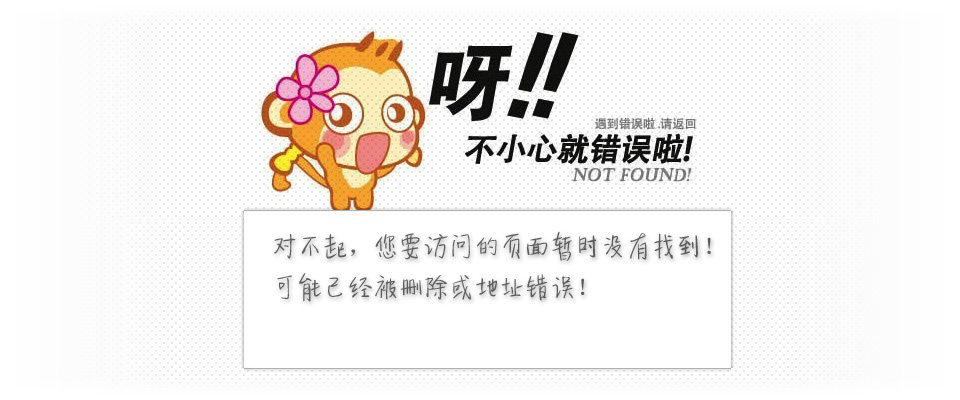 呀!!
遇到错误啦.请返回
不小心就错误啦!
NOT FOUND!
对不起，您要访问的页面暂时没有找到！
可能已经被删除或地址错误！